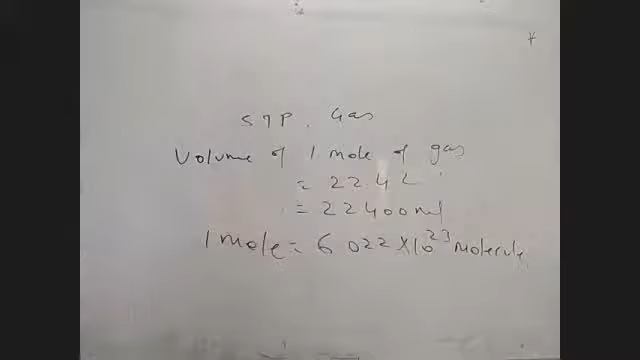 STP. Gas
Volume of 1 mole of gas
= 22.4 L
= 22400 ml
1 mole = 6.022 X 10²³ molecule